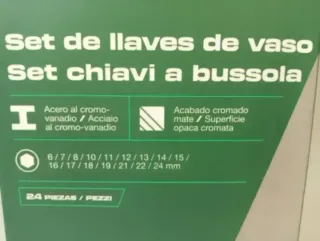 Set de llaves de vaso
Set chiavi a bussola
Acero al cromo-
vanadio / Acciaio
al cromo-vanadio
Acabado cromado
mate / Superficie
opaca cromata
6 / 7 / 8 / 10 / 11 / 12 / 13 / 14 / 15 /
16 / 17 / 18 / 19 / 21 / 22 / 24 mm
24 PIEZAS / PEZZI